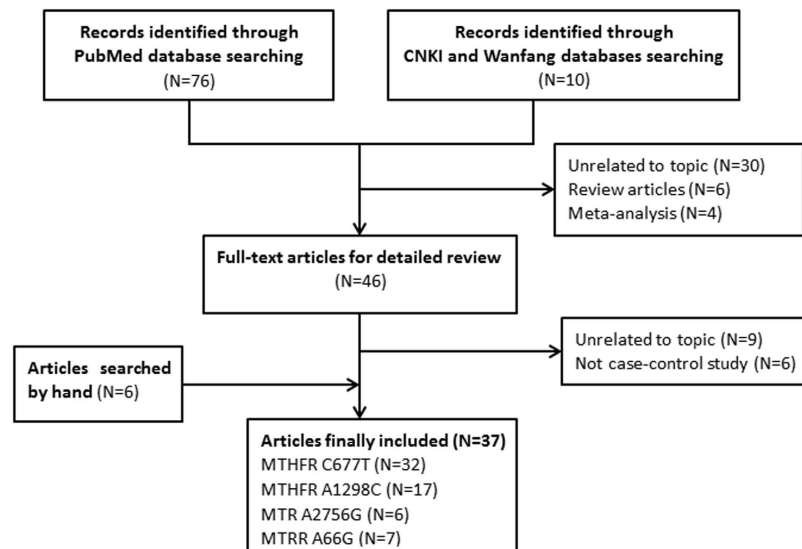 Records identified through
PubMed database searching
(N=76)
Records identified through
CNKI and Wanfang databases searching
(N=10)
Unrelated to topic (N=30)
Review articles (N=6)
Meta-analysis (N=4)
Full-text articles for detailed review
(N=46)
Unrelated to topic (N=9)
Not case-control study (N=6)
Articles searched
by hand (N=6)
Articles finally included (N=37)
MTHFR C677T (N=32)
MTHFR A1298C (N=17)
MTR A2756G (N=6)
MTRR A66G (N=7)